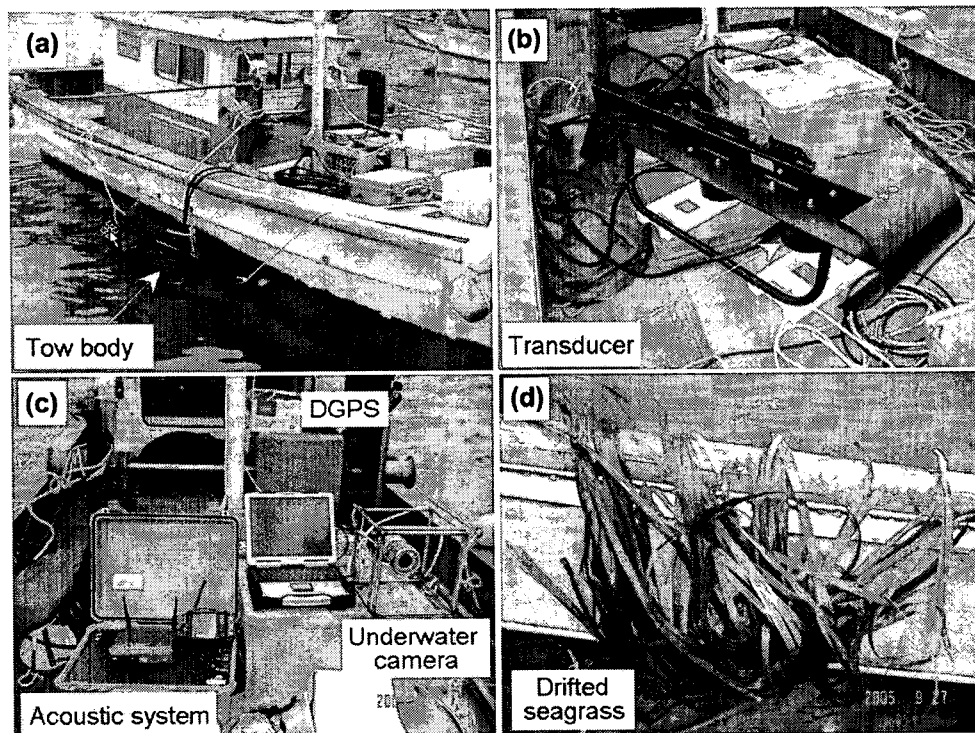 (a)
Tow body
(b)
Transducer
(c)
DGPS
Underwater
camera
Acoustic system
(d)
Drifted
seagrass
2005 9 27